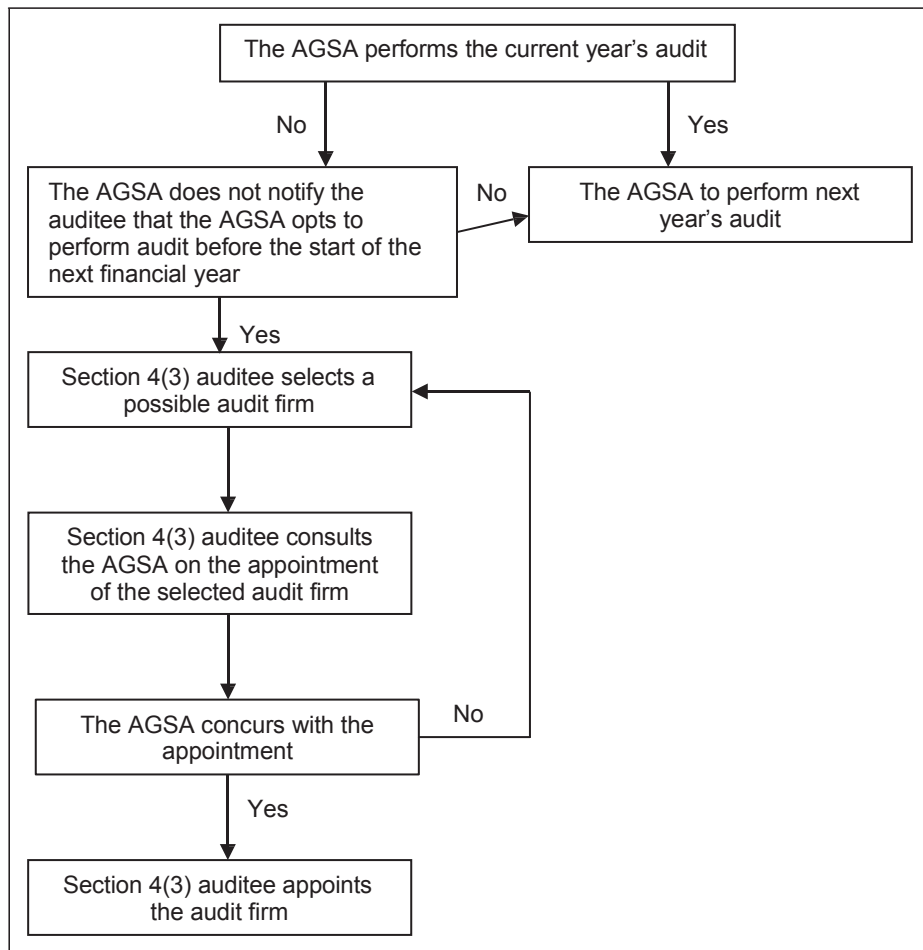 The AGSA performs the current year's audit
No
Yes
The AGSA does not notify the
auditee that the AGSA opts to
perform audit before the start of the
next financial year
No
The AGSA to perform next
year's audit
Yes
Section 4(3) auditee selects a
possible audit firm
Section 4(3) auditee consults
the AGSA on the appointment
of the selected audit firm
The AGSA concurs with the
appointment
No
Yes
Section 4(3) auditee appoints
the audit firm